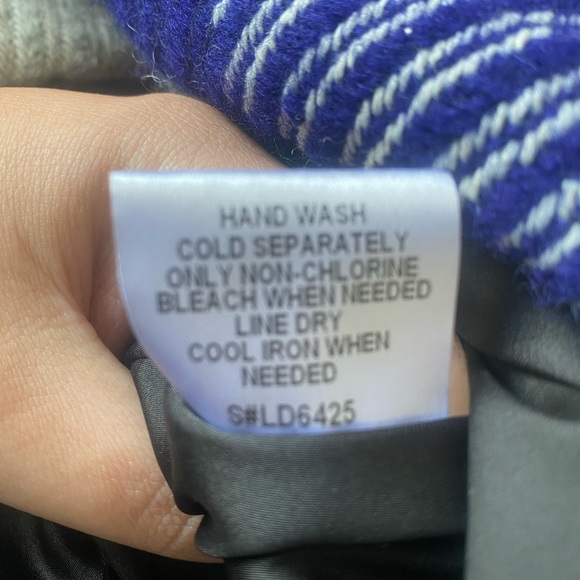 HAND WASH
COLD SEPARATELY
ONLY NON-CHLORINE
BLEACH WHEN NEEDED
LINE DRY
COOL IRON WHEN
NEEDED
S#LD6425